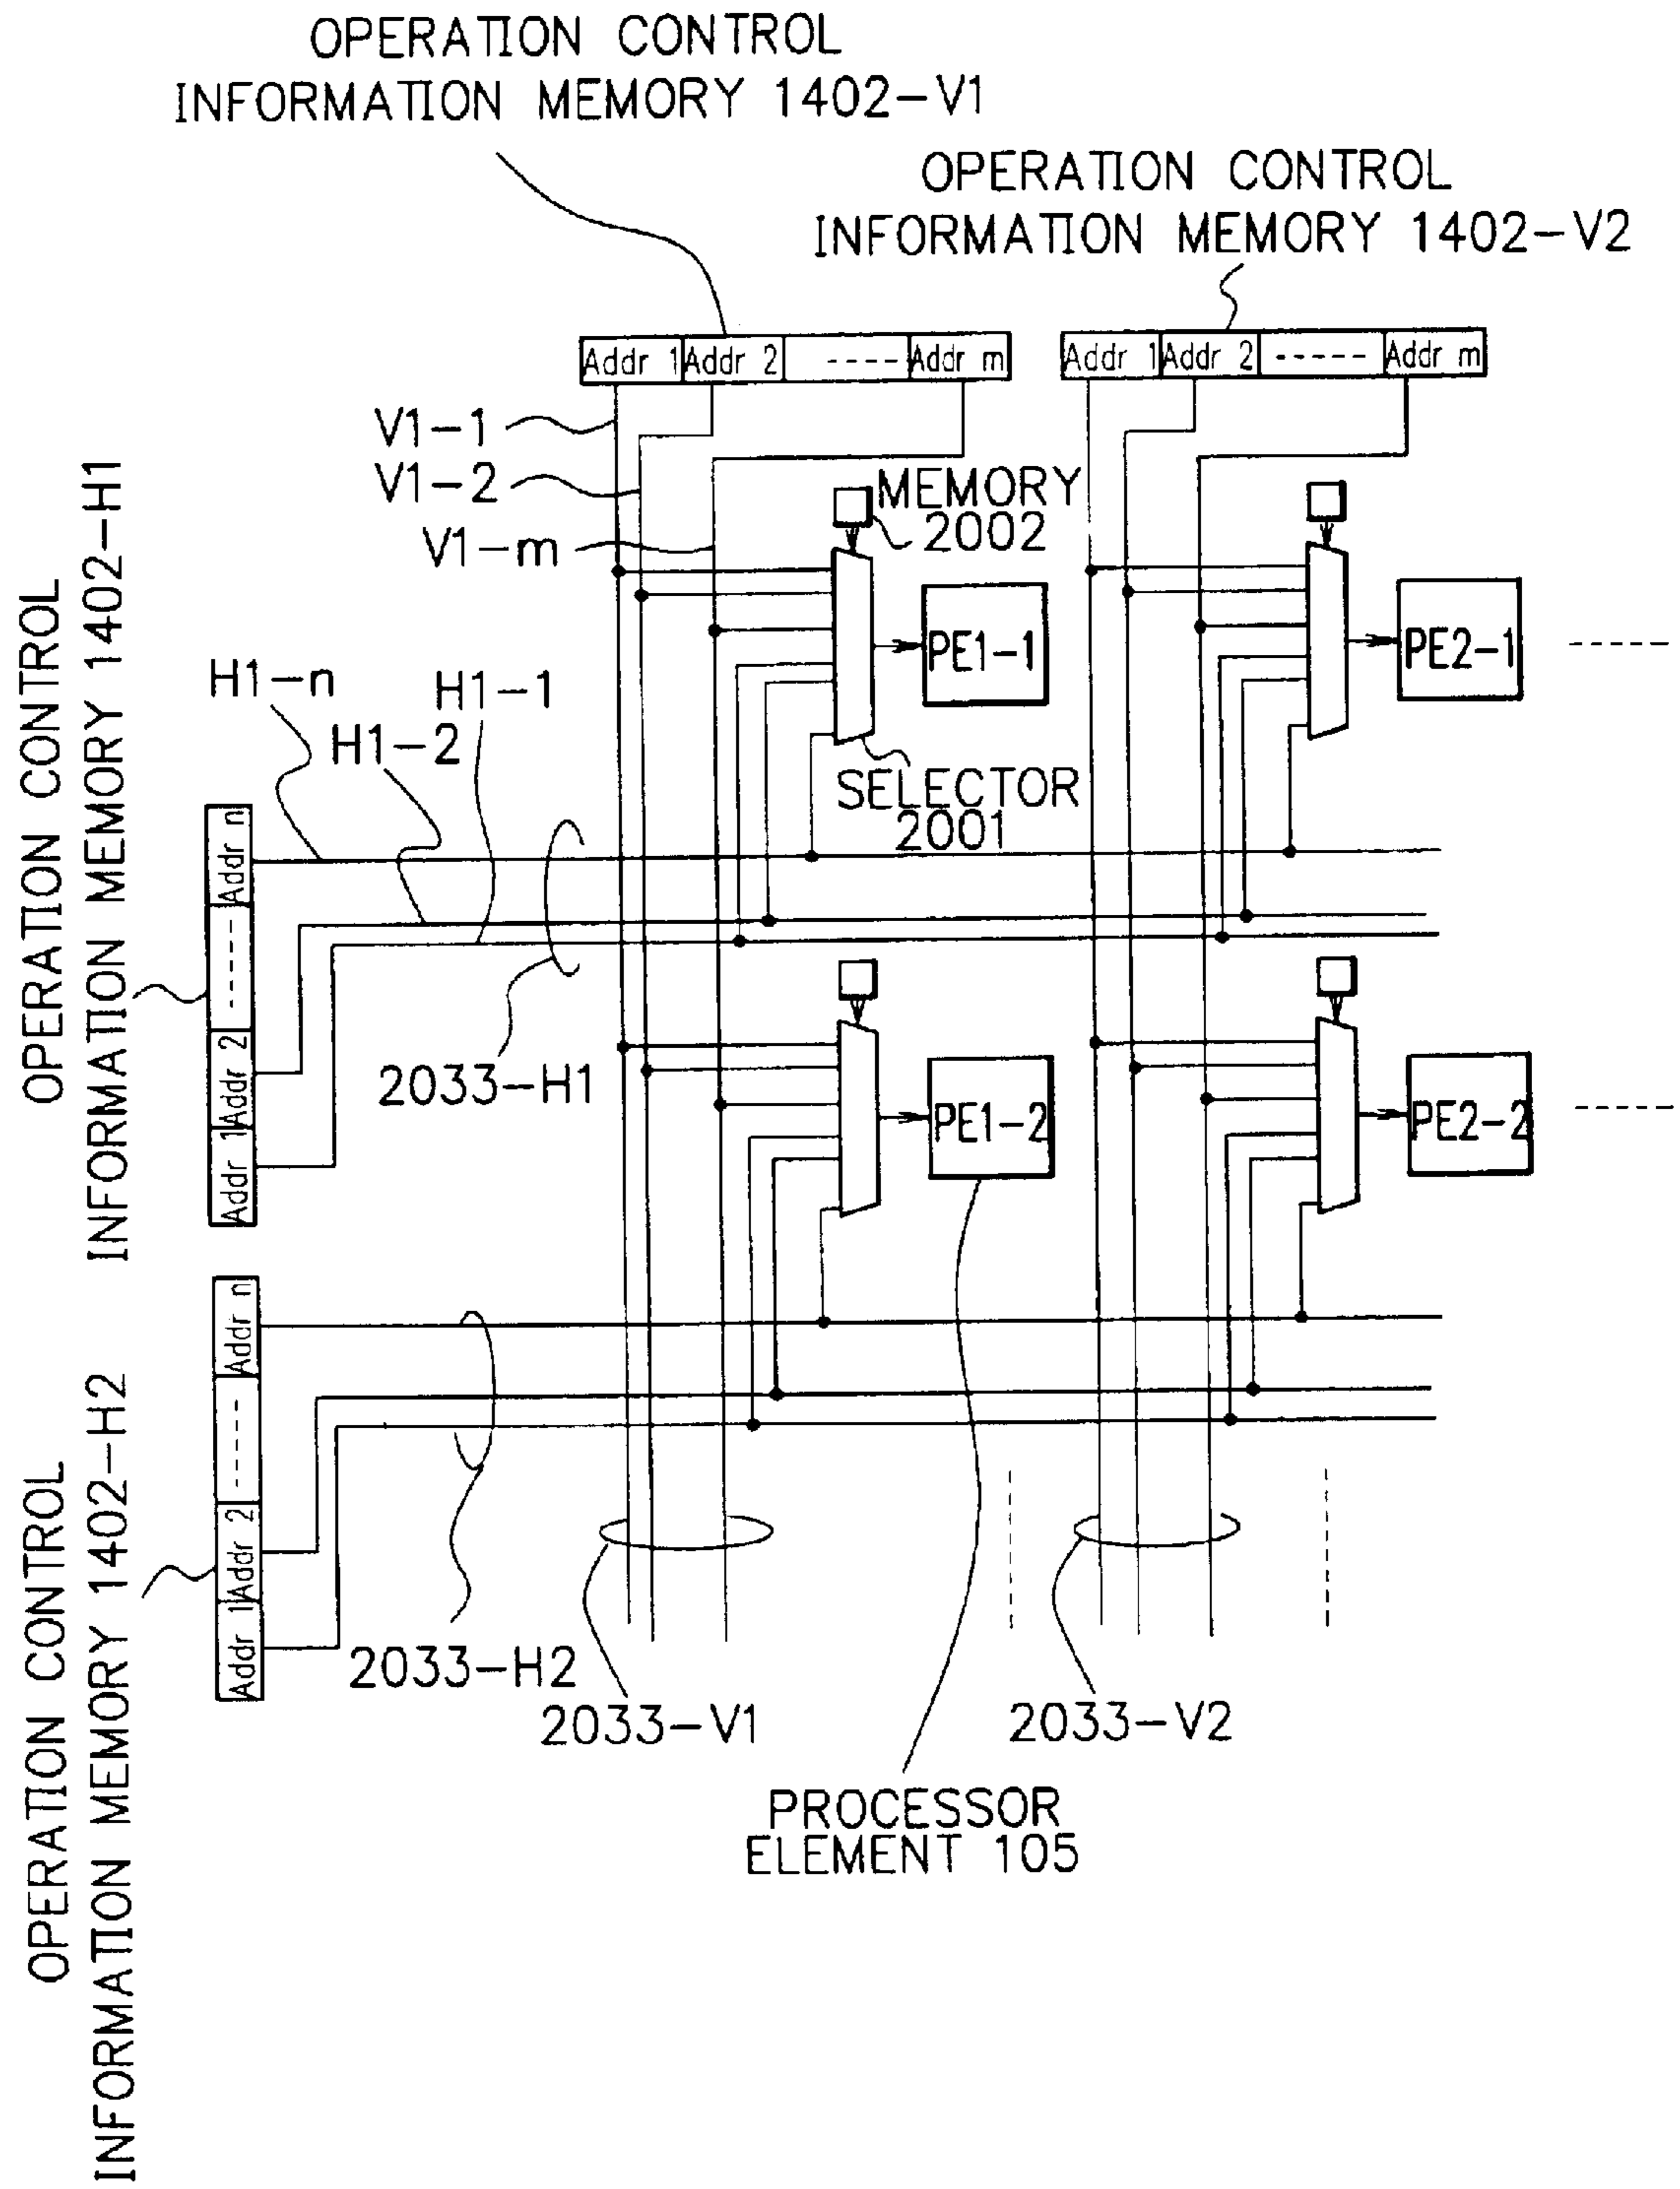 OPERATION CONTROL
INFORMATION MEMORY 1402-V1
OPERATION CONTROL
INFORMATION MEMORY 1402-V2
Addr 1 Addr 2 ---- Addr m
Addr 1 Addr 2 ----- Addr m
V1-1
V1-2
V1-m
MEMORY
2002
PE1-1
PE2-1
SELECTOR
2001
OPERATION CONTROL
INFORMATION MEMORY 1402-H1
H1-n
H1-2
H1-1
Addr 1 Addr 2 ----- Addr n
2033-H1
PE1-2
PE2-2
OPERATION CONTROL
INFORMATION MEMORY 1402-H2
Addr 1 Addr 2 ----- Addr n
2033-H2
2033-V1
2033-V2
PROCESSOR
ELEMENT 105